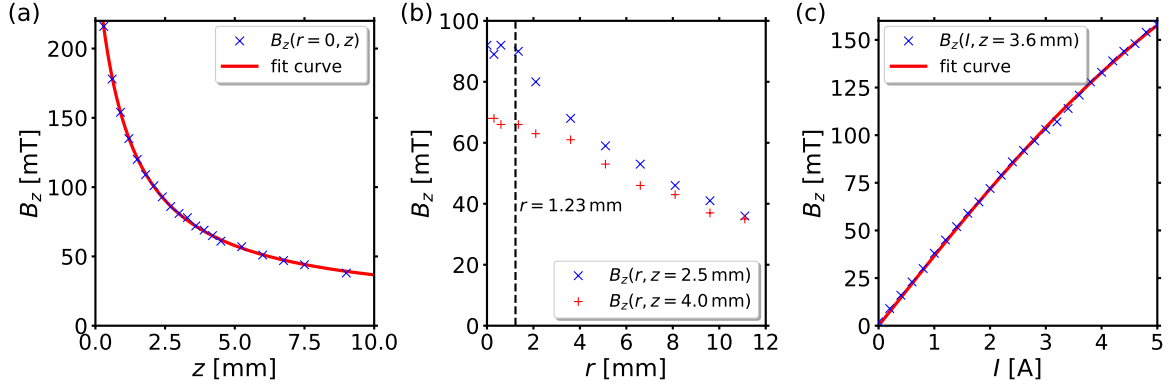 (a)
200
150
100
50
0
B_z [mT]
0.0 2.5 5.0 7.5 10.0
z [mm]
B_z(r = 0, z)
fit curve
(b)
100
80
60
40
20
0
B_z [mT]
0 2 4 6 8 10 12
r [mm]
r = 1.23 mm
B_z(r, z = 2.5 mm)
B_z(r, z = 4.0 mm)
(c)
150
125
100
75
50
25
0
B_z [mT]
0 1 2 3 4 5
I [A]
B_z(I, z = 3.6 mm)
fit curve